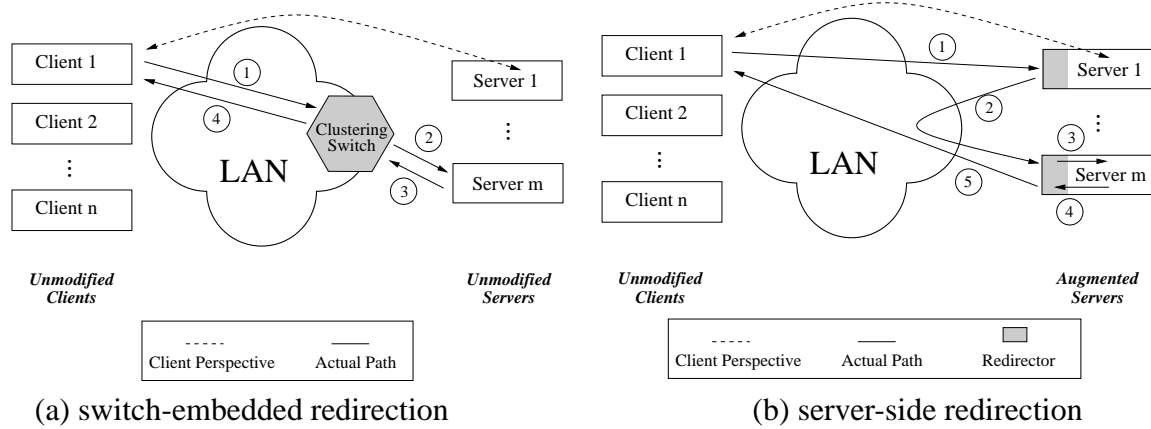 Client 1
Client 2
⋮
Client n
LAN
Clustering
Switch
Server 1
⋮
Server m
1
4
2
3
Unmodified
Clients
Unmodified
Servers
Client Perspective
Actual Path
(a) switch-embedded redirection
Client 1
Client 2
⋮
Client n
LAN
Server 1
⋮
Server m
1
2
3
5
4
Unmodified
Clients
Augmented
Servers
Client Perspective
Actual Path
Redirector
(b) server-side redirection